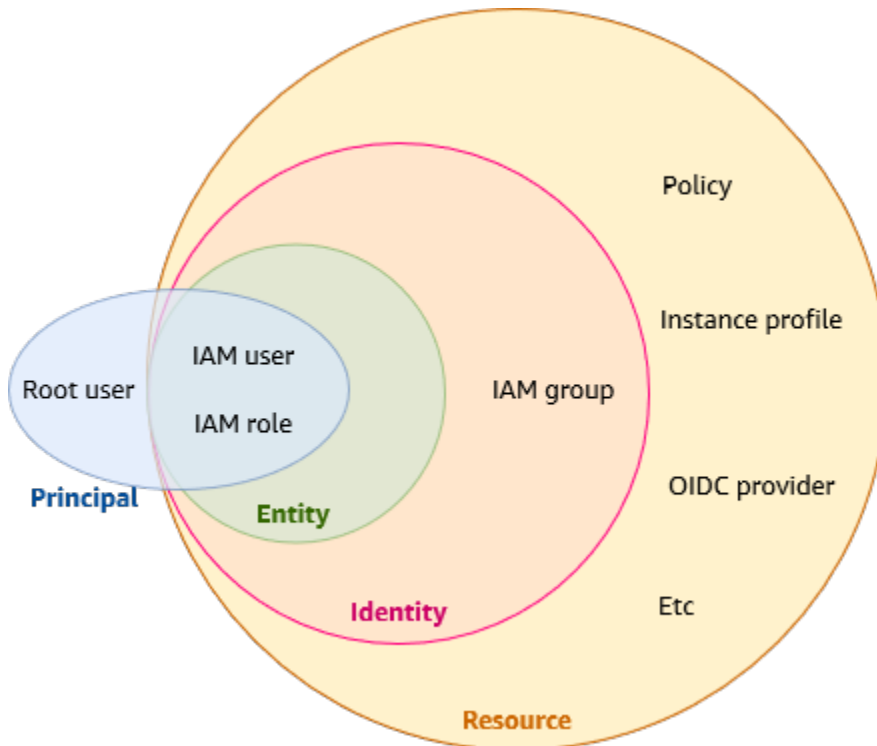 Policy
Instance profile
IAM user
Root user
IAM group
IAM role
OIDC provider
Principal
Entity
Etc
Identity
Resource